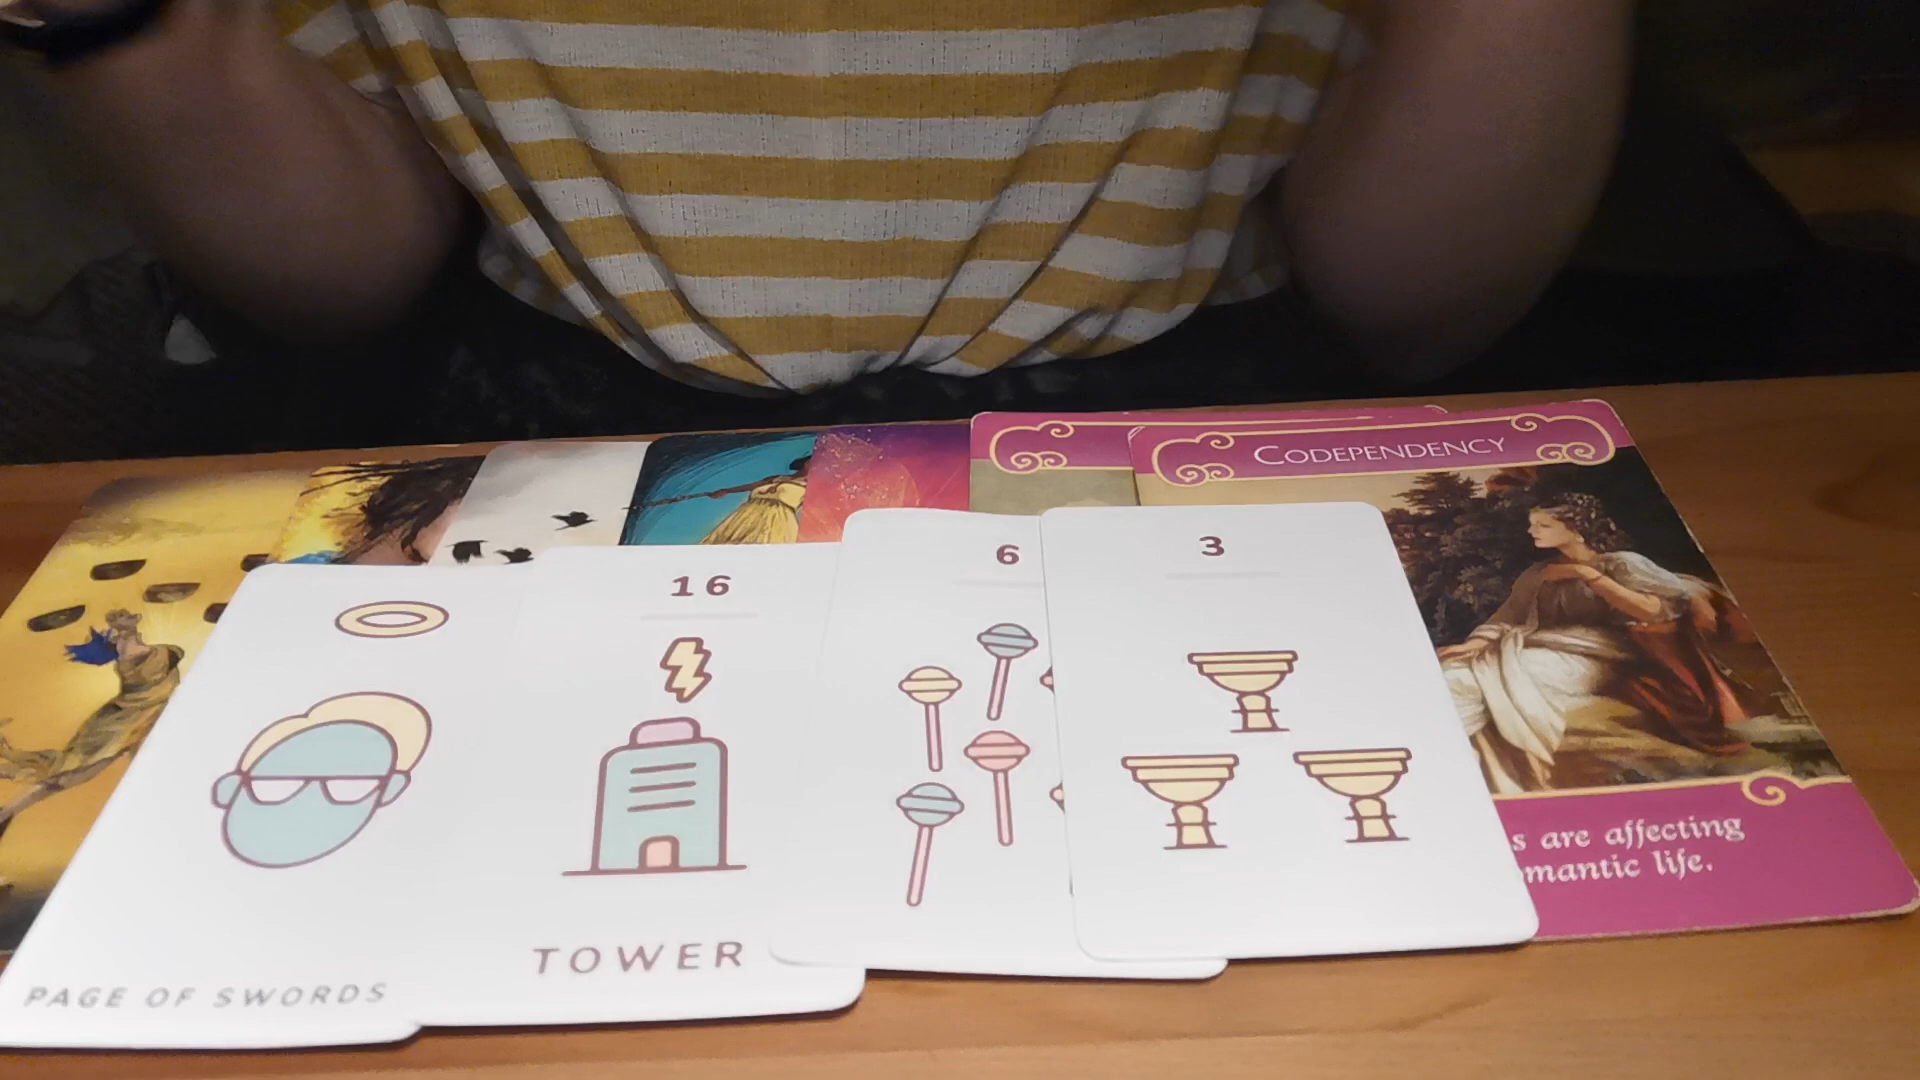 CODEPENDENCY
16
6
3
s are affecting
mantic life.
TOWER
PAGE OF SWORDS